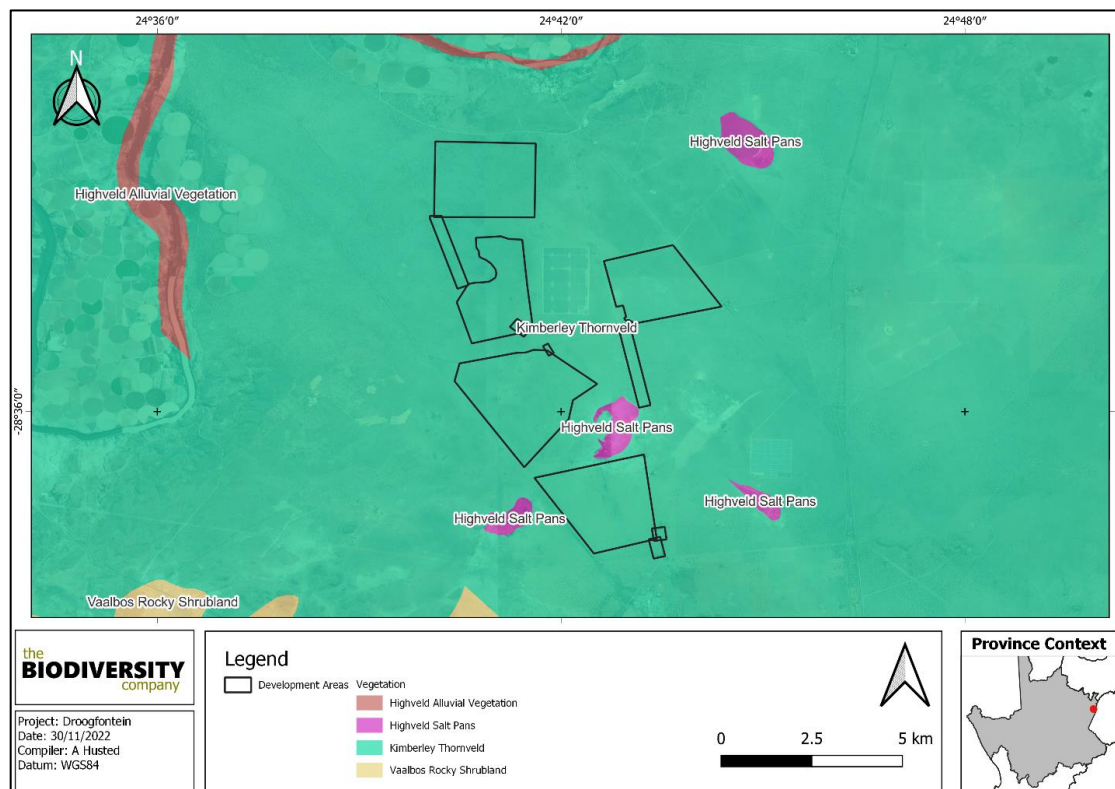 24°36'0"
24°42'0"
24°48'0"
N
Highveld Salt Pans
Highveld Alluvial Vegetation
Kimberley Thornveld
-28°36'0"
Highveld Salt Pans
Highveld Salt Pans
Highveld Salt Pans
Vaalbos Rocky Shrubland
the
BIODIVERSITY
company
Project: Droogfontein
Date: 30/11/2022
Compiler: A Husted
Datum: WGS84
Legend
Development Areas
Vegetation
Highveld Alluvial Vegetation
Highveld Salt Pans
Kimberley Thornveld
Vaalbos Rocky Shrubland
0 2.5 5 km
Province Context